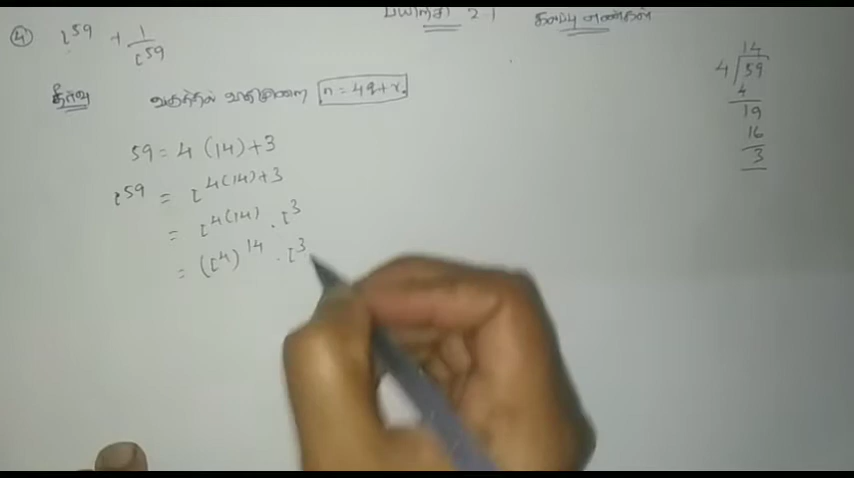 பயிற்சி 2.1 கலப்பு எண்கள்
④ i⁵⁹ + 1/i⁵⁹
தீர்வு n = 4q+r
59 = 4 (14) + 3
i⁵⁹ = i⁴⁽¹⁴⁾⁺³
= i⁴⁽¹⁴⁾ · i³
= (i⁴)¹⁴ · i³
14
4 59
4
19
16
3